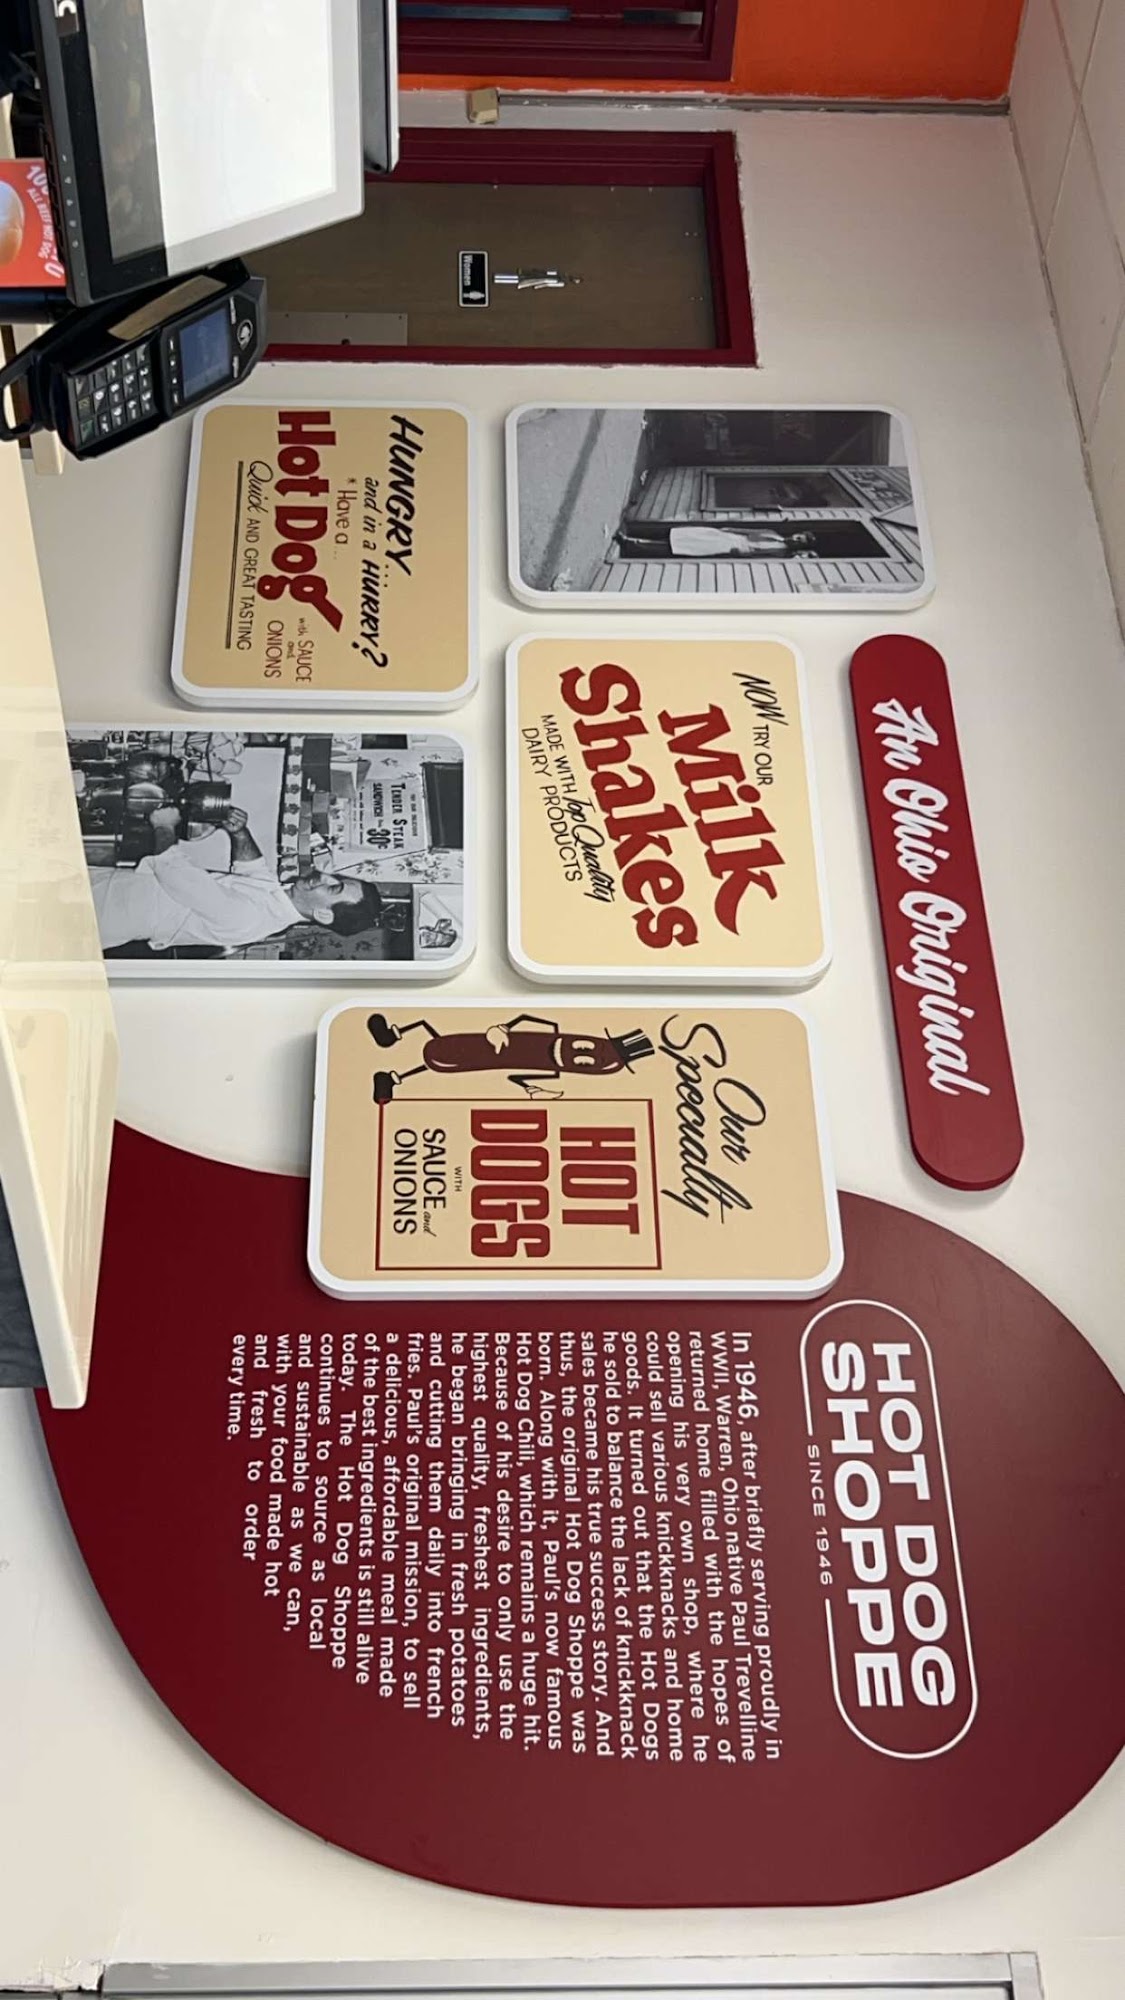 An Ohio Original
Women
HUNGRY...
and in a HURRY?
* Have a...
Hot Dog
with SAUCE
and
ONIONS
Quick AND GREAT TASTING
NOW TRY OUR
Milk
Shakes
MADE WITH Top Quality
DAIRY PRODUCTS
TENDER STEAK
SANDWICH
30¢
Our
Specialty
HOT
DOGS
WITH
SAUCE and
ONIONS
HOT DOG
SHOPPE
SINCE 1946
In 1946, after briefly serving proudly in
WWII, Warren, Ohio native Paul Trevelline
returned home filled with the hopes of
opening his very own shop, where he
could sell various knickknacks and home
goods. It turned out that the Hot Dogs
he sold to balance the lack of knickknack
sales became his true success story. And
thus, the original Hot Dog Shoppe was
born. Along with it, Paul's now famous
Hot Dog Chili, which remains a huge hit.
Because of his desire to only use the
highest quality, freshest ingredients,
he began bringing in fresh potatoes
and cutting them daily into french
fries. Paul's original mission, to sell
a delicious, affordable meal made
of the best ingredients is still alive
today. The Hot Dog Shoppe
continues to source as local
and sustainable as we can,
with your food made hot
and fresh to order
every time.
ALL BEEF HOT DOG